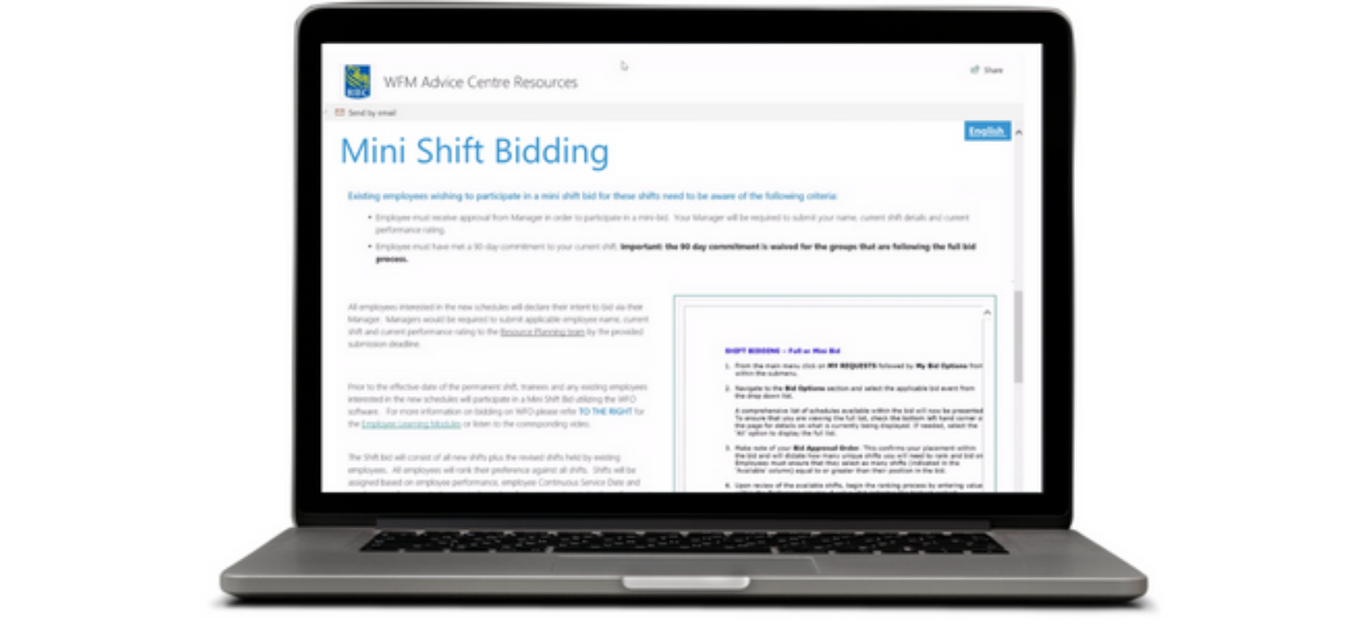 RBC
WFM Advice Centre Resources
Share
Send by email
English
Mini Shift Bidding
Existing employees wishing to participate in a mini shift bid for these shifts need to be aware of the following criteria:
• Employee must receive approval from Manager in order to participate in a mini-bid. Your Manager will be required to submit your name, current shift details and current
performance rating.
• Employee must have met a 90 day commitment to your current shift. Important: the 90 day commitment is waived for the groups that are following the full bid
process.
All employees interested in the new schedules will declare their intent to bid via their
Manager. Managers would be required to submit applicable employee name, current
shift and current performance rating to the Resource Planning team by the provided
submission deadline.
Prior to the effective date of the permanent shift, trainees and any existing employees
interested in the new schedules will participate in a Mini Shift Bid utilizing the WFO
software. For more information on bidding on WFO please refer TO THE RIGHT for
the Employee Learning Modules or listen to the corresponding video.
The Shift bid will consist of all new shifts plus the revised shifts held by existing
employees. All employees will rank their preference against all shifts. Shifts will be
assigned based on employee performance, employee Continuous Service Date and
SHIFT BIDDING – Full or Mini Bid
1. From the main menu click on MY REQUESTS followed by My Bid Options from
within the submenu.
2. Navigate to the Bid Options section and select the applicable bid event from
the drop down list.
A comprehensive list of schedules available within the bid will now be presented
To ensure that you are viewing the full list, check the bottom left hand corner o
the page for details on what is currently being displayed. If needed, select the
'All' option to display the full list.
3. Make note of your Bid Approval Order. This confirms your placement within
the bid and will dictate how many unique shifts you will need to rank and bid on
Employees must ensure that they select as many shifts (indicated in the
'Available' column) equal to or greater than their position in the bid.
4. Upon review of the available shifts, begin the ranking process by entering value